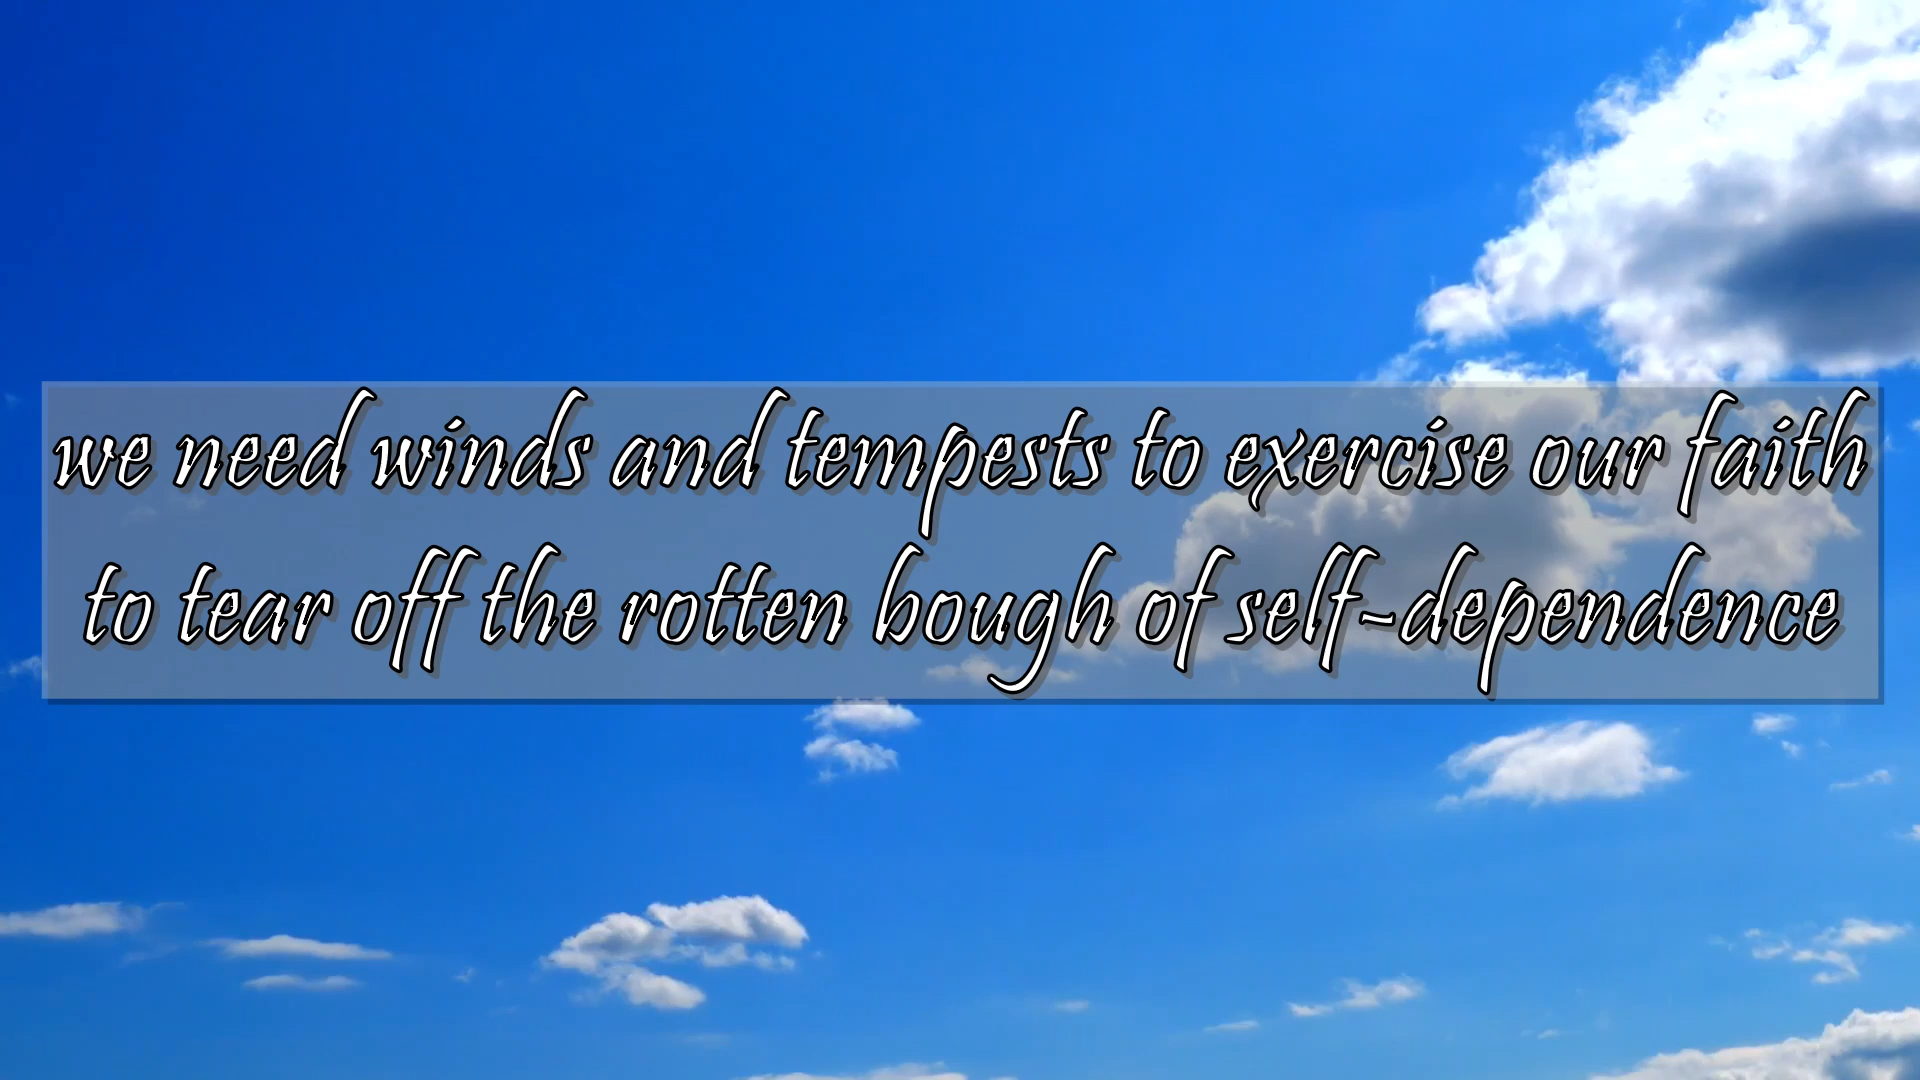 we need winds and tempests to exercise our faith
to tear off the rotten bough of self-dependence